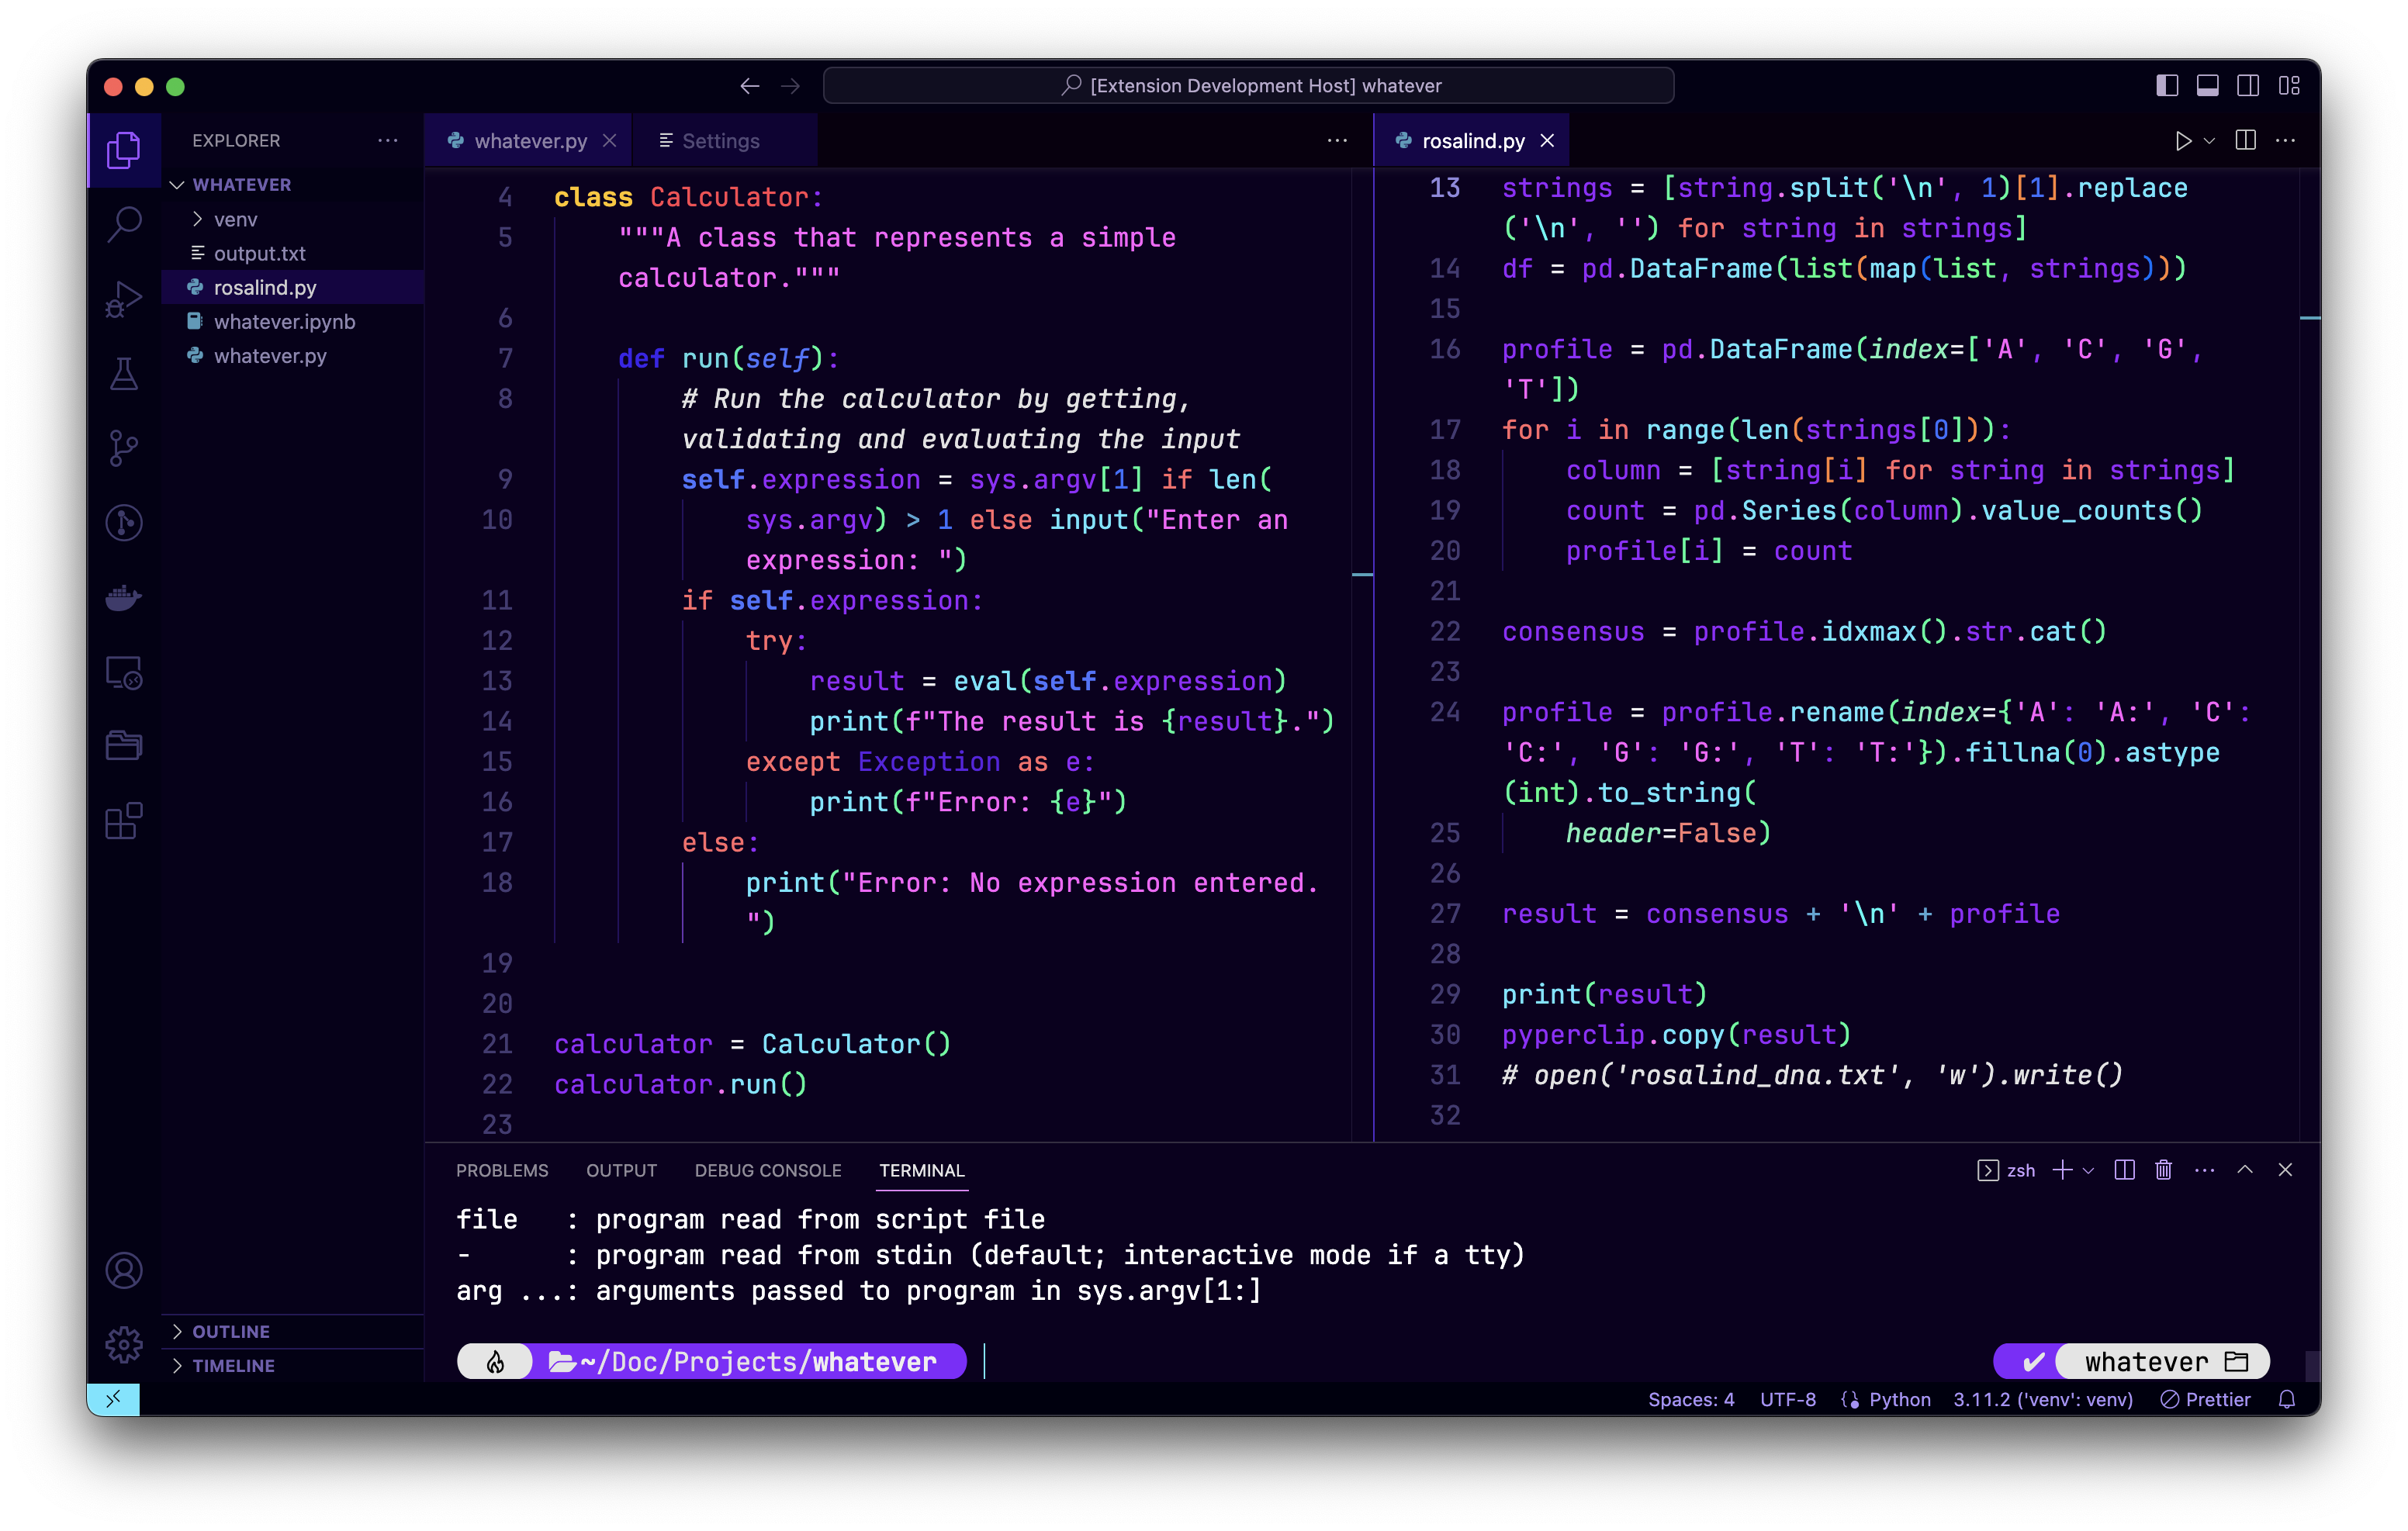 [Extension Development Host] whatever
EXPLORER
WHATEVER
venv
output.txt
rosalind.py
whatever.ipynb
whatever.py
OUTLINE
TIMELINE
whatever.py
Settings
4 class Calculator:
5 """A class that represents a simple
calculator."""
6
7 def run(self):
8 # Run the calculator by getting,
validating and evaluating the input
9 self.expression = sys.argv[1] if len(
10 sys.argv) > 1 else input("Enter an
expression: ")
11 if self.expression:
12 try:
13 result = eval(self.expression)
14 print(f"The result is {result}.")
15 except Exception as e:
16 print(f"Error: {e}")
17 else:
18 print("Error: No expression entered.
")
19
20
21 calculator = Calculator()
22 calculator.run()
23
rosalind.py
13 strings = [string.split('\n', 1)[1].replace
('\n', '') for string in strings]
14 df = pd.DataFrame(list(map(list, strings)))
15
16 profile = pd.DataFrame(index=['A', 'C', 'G',
'T'])
17 for i in range(len(strings[0])):
18 column = [string[i] for string in strings]
19 count = pd.Series(column).value_counts()
20 profile[i] = count
21
22 consensus = profile.idxmax().str.cat()
23
24 profile = profile.rename(index={'A': 'A:', 'C':
'C:', 'G': 'G:', 'T': 'T:'}).fillna(0).astype
(int).to_string(
25 header=False)
26
27 result = consensus + '\n' + profile
28
29 print(result)
30 pyperclip.copy(result)
31 # open('rosalind_dna.txt', 'w').write()
32
PROBLEMS OUTPUT DEBUG CONSOLE TERMINAL
zsh
file : program read from script file
- : program read from stdin (default; interactive mode if a tty)
arg ...: arguments passed to program in sys.argv[1:]
~/Doc/Projects/whatever
whatever
Spaces: 4 UTF-8 Python 3.11.2 ('venv': venv) Prettier